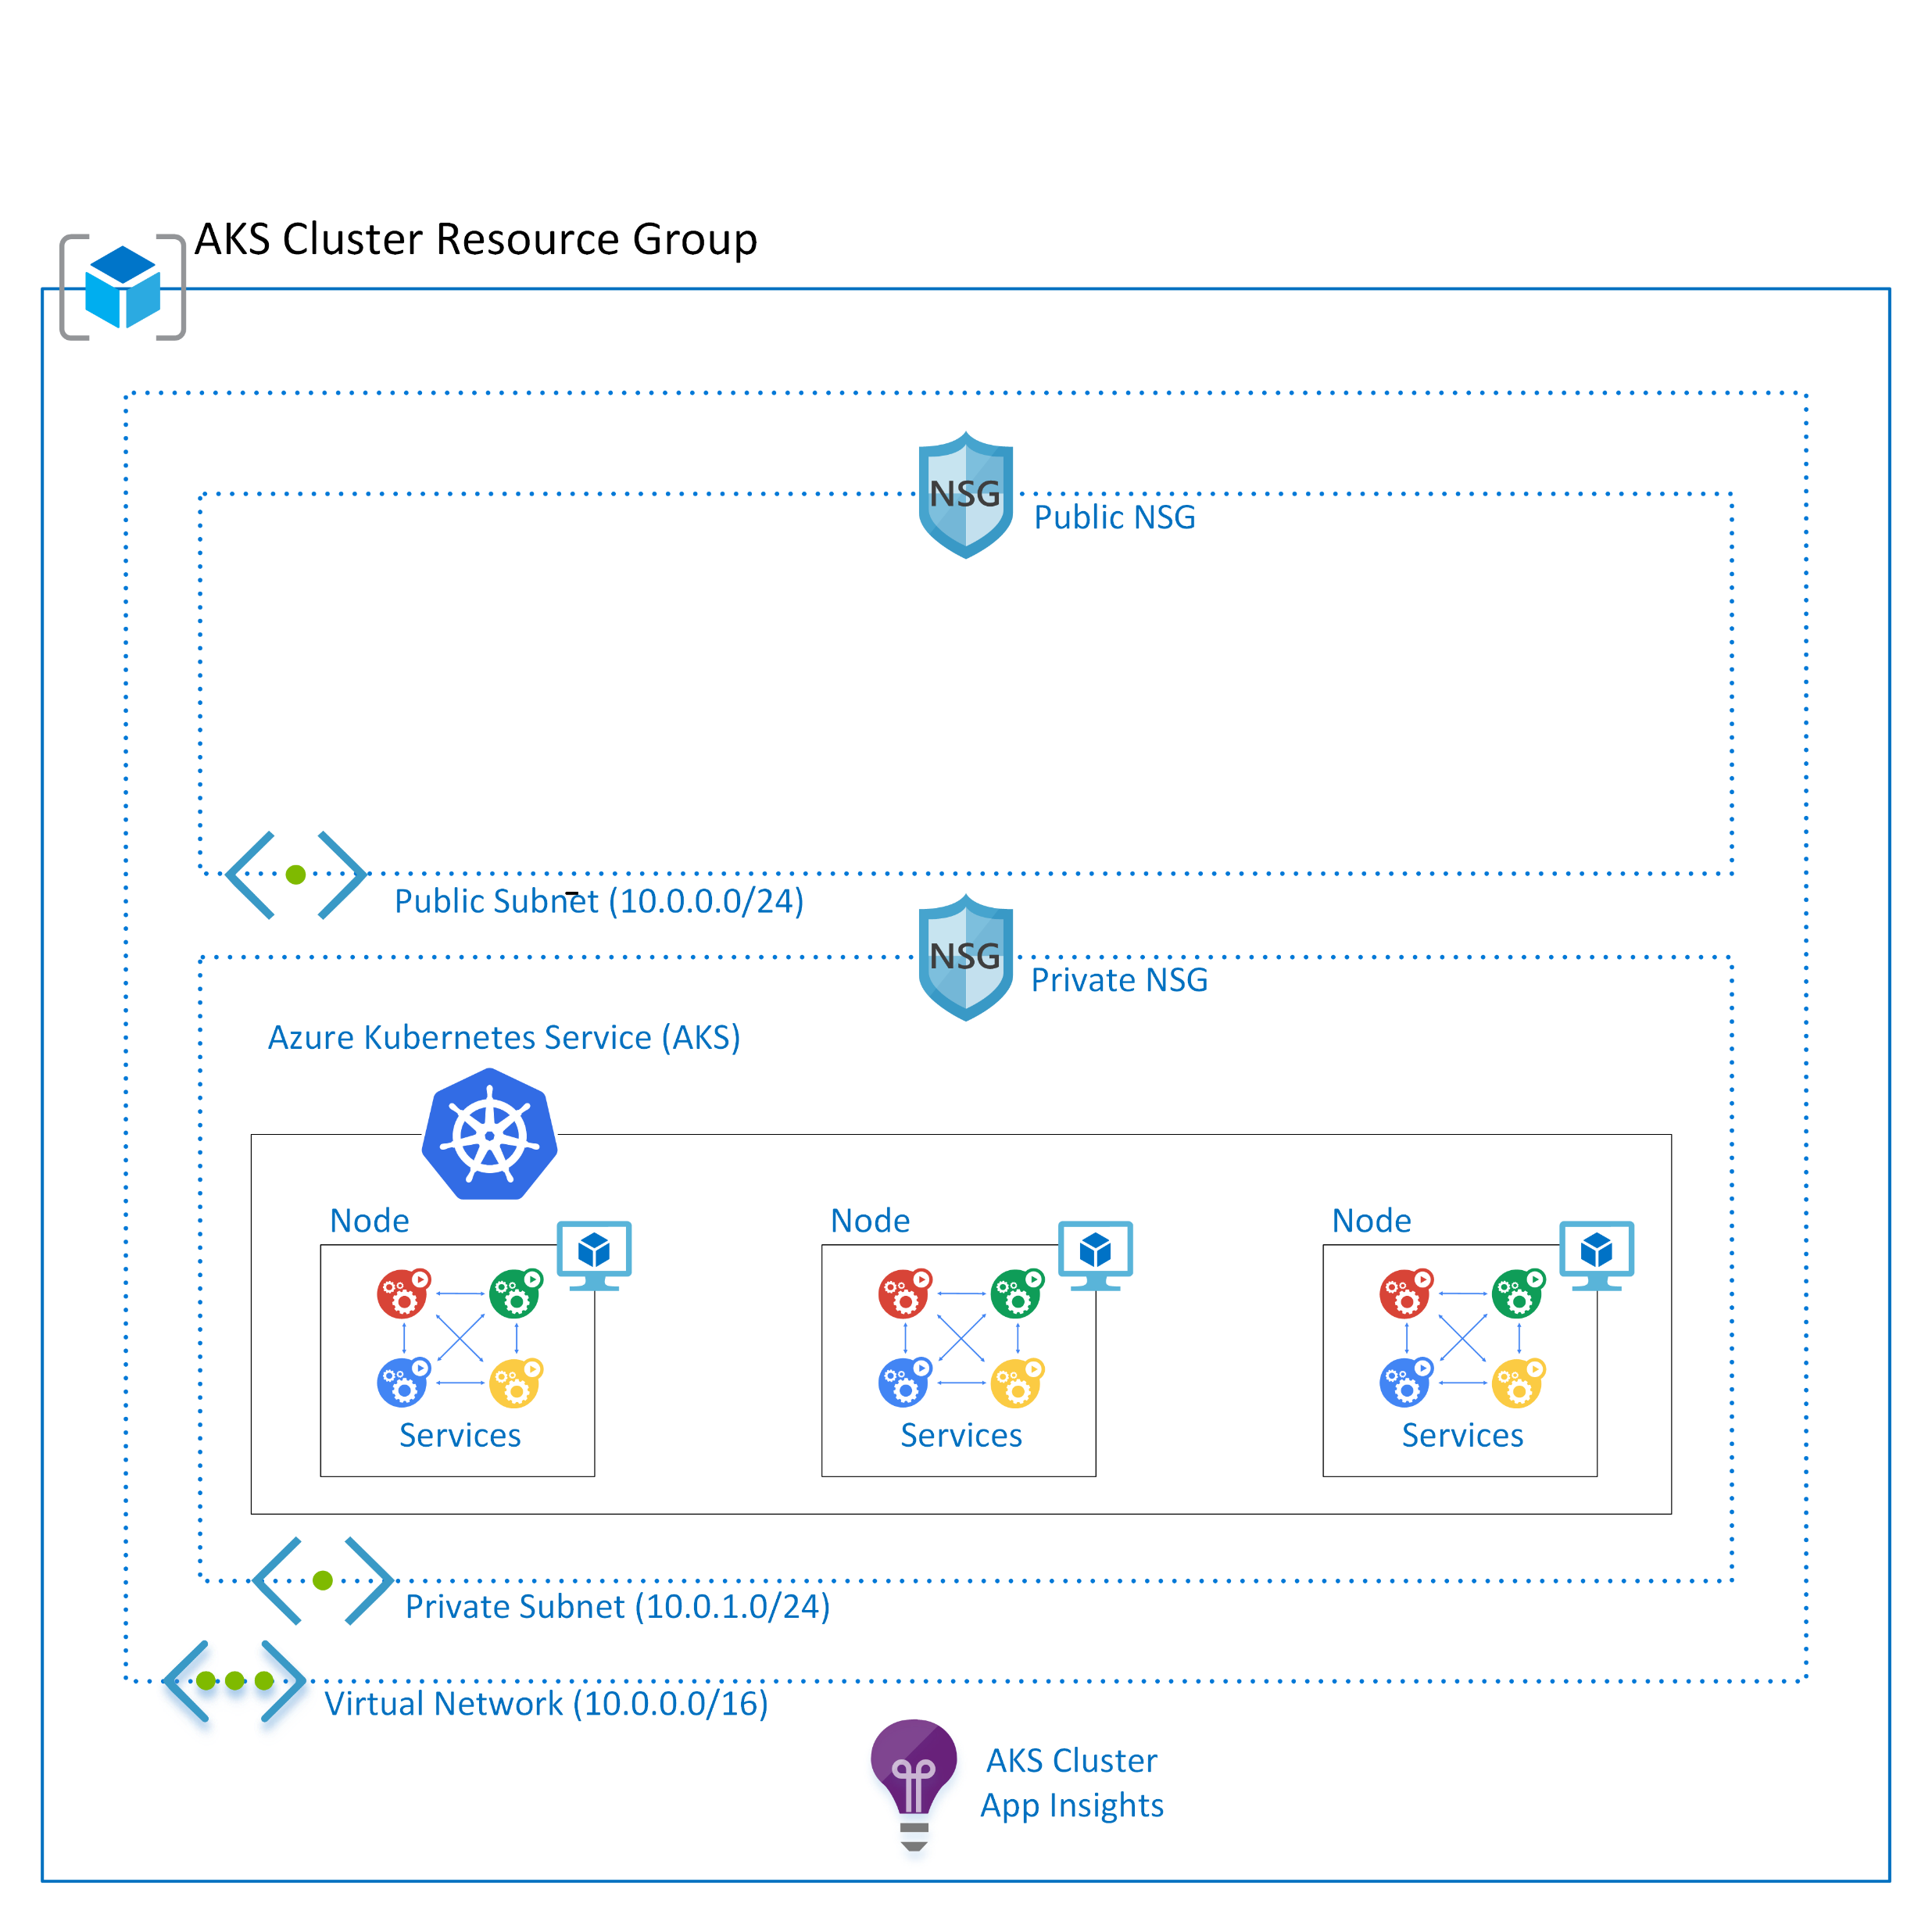 AKS Cluster Resource Group
NSG
Public NSG
Public Subnet (10.0.0.0/24)
NSG
Private NSG
Azure Kubernetes Service (AKS)
Node
Node
Node
Services
Services
Services
Private Subnet (10.0.1.0/24)
Virtual Network (10.0.0.0/16)
AKS Cluster
App Insights